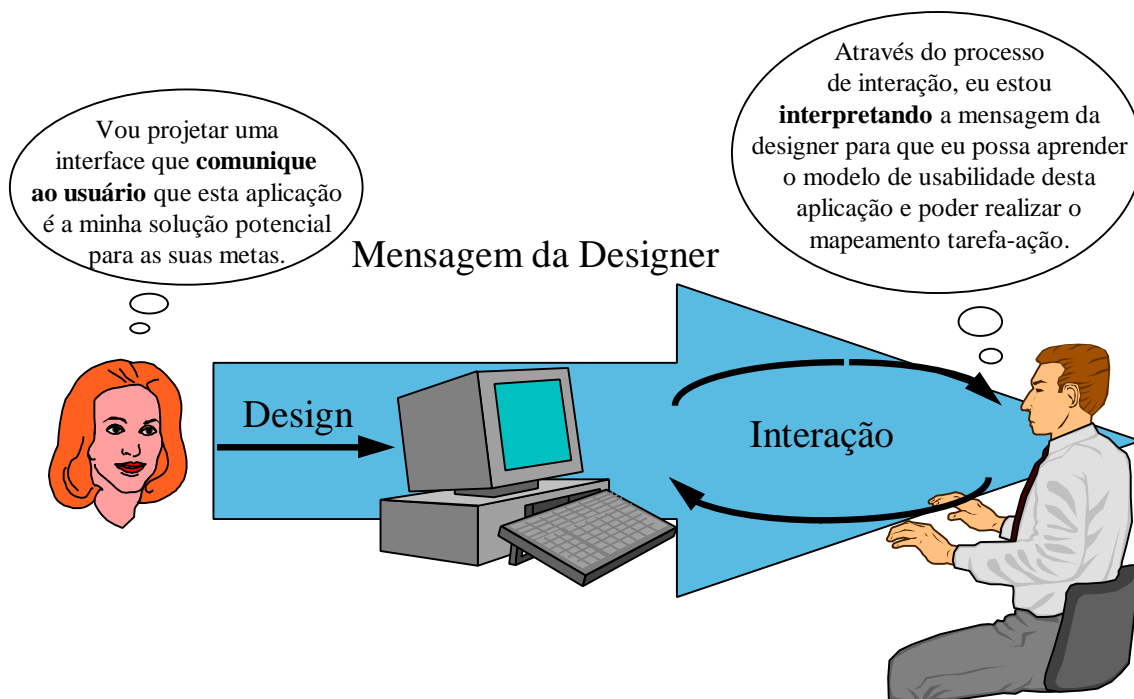 Vou projetar uma
interface que comunique
ao usuário que esta aplicação
é a minha solução potencial
para as suas metas.
Através do processo
de interação, eu estou
interpretando a mensagem da
designer para que eu possa aprender
o modelo de usabilidade desta
aplicação e poder realizar o
mapeamento tarefa-ação.
Mensagem da Designer
Design
Interação